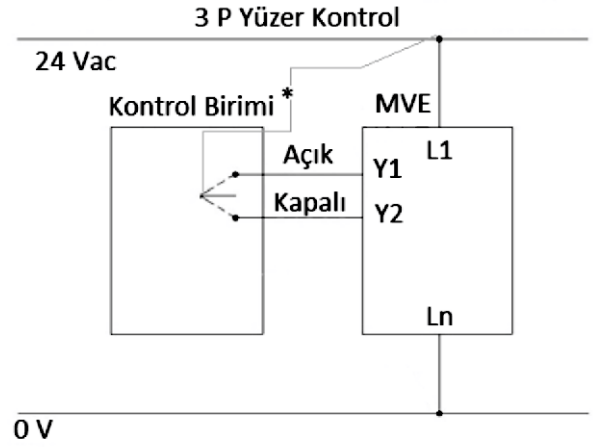 3 P Yüzer Kontrol
24 Vac
Kontrol Birimi *
MVE
L1
Açık
Y1
Kapalı
Y2
Ln
0 V